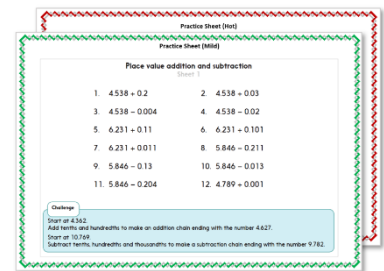 Practice Sheet (Hot)
Practice Sheet (Mild)
Place value addition and subtraction
Sheet 1
1. 4.538 + 0.2 2. 4.538 + 0.03
3. 4.538 – 0.004 4. 4.538 – 0.02
5. 6.231 + 0.11 6. 6.231 + 0.101
7. 6.231 + 0.011 8. 5.846 – 0.211
9. 5.846 – 0.13 10. 5.846 – 0.013
11. 5.846 – 0.204 12. 4.789 + 0.001
Challenge
Start at 4.362.
Add tenths and hundredths to make an addition chain ending with the number 4.627.
Start at 10.769.
Subtract tenths, hundredths and thousandths to make a subtraction chain ending with the number 9.782.